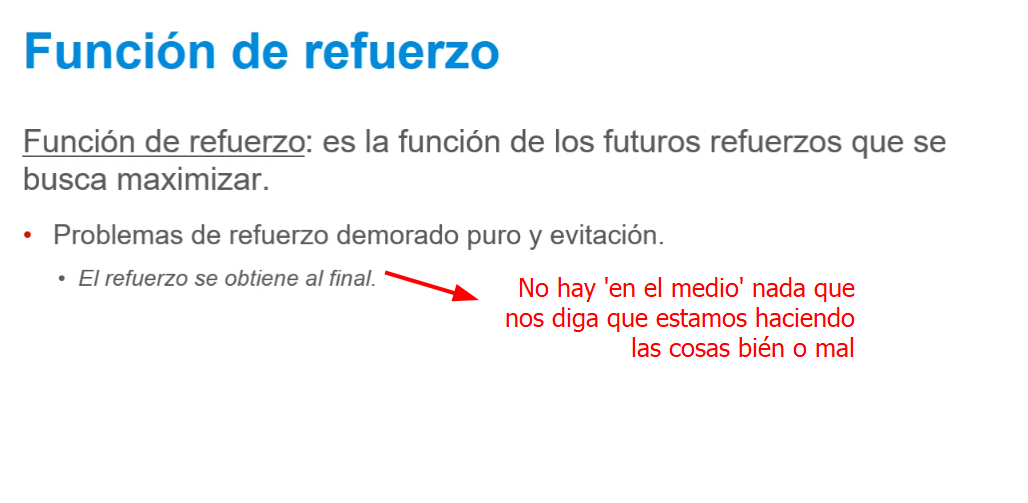 Función de refuerzo
Función de refuerzo: es la función de los futuros refuerzos que se
busca maximizar.
• Problemas de refuerzo demorado puro y evitación.
• El refuerzo se obtiene al final.
No hay 'en el medio' nada que
nos diga que estamos haciendo
las cosas bién o mal